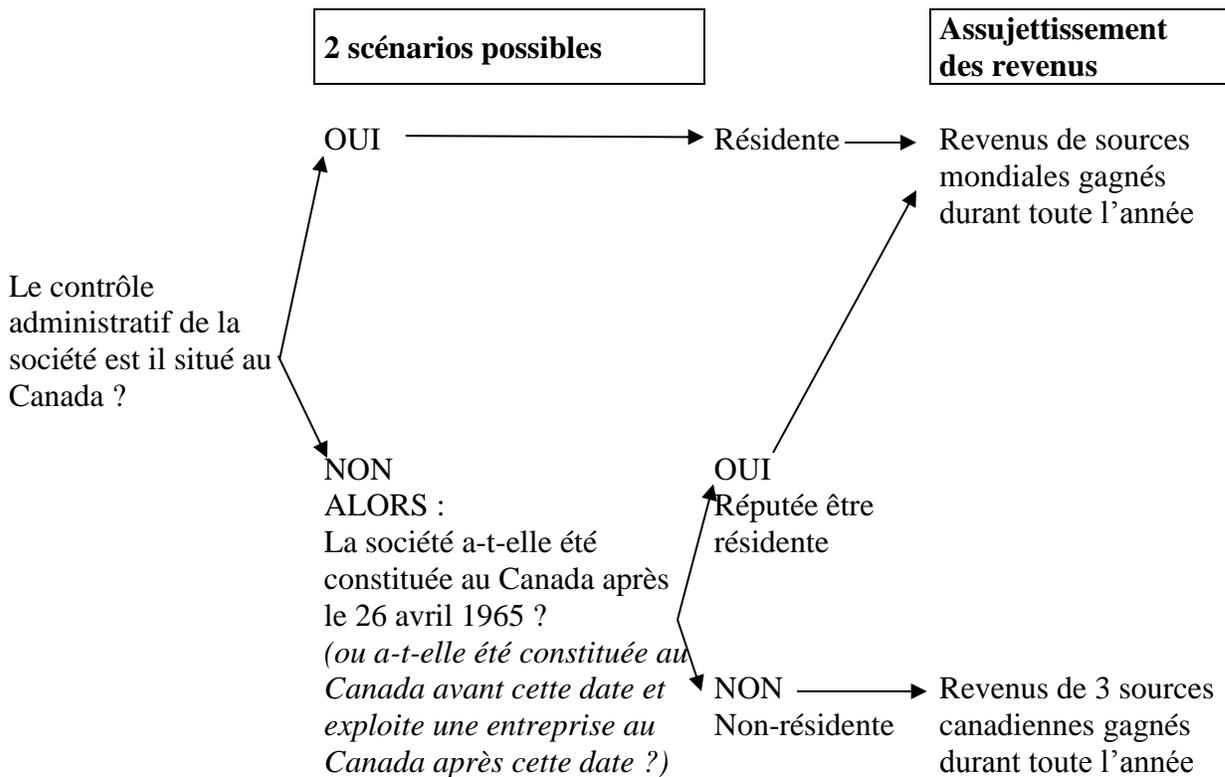 2 scénarios possibles
Assujettissement
des revenus
OUI
Résidente
Revenus de sources
mondiales gagnés
durant toute l’année
Le contrôle
administratif de la
société est il situé au
Canada ?
NON
ALORS :
La société a-t-elle été
constituée au Canada après
le 26 avril 1965 ?
(ou a-t-elle été constituée au
Canada avant cette date et
exploite une entreprise au
Canada après cette date ?)
OUI
Réputée être
résidente
NON
Non-résidente
Revenus de 3 sources
canadiennes gagnés
durant toute l’année